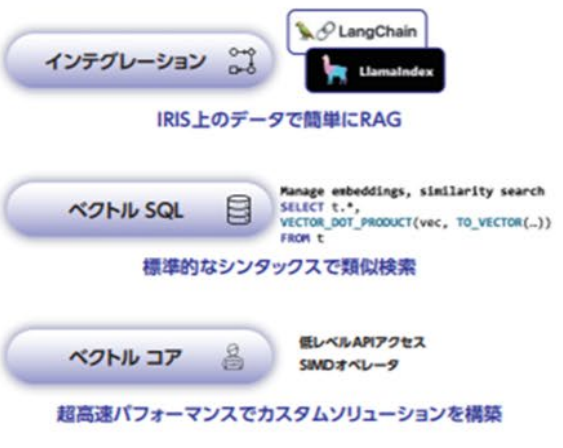 インテグレーション
LangChain
LlamaIndex
IRIS上のデータで簡単にRAG
ベクトル SQL
Manage embeddings, similarity search
SELECT t.*,
VECTOR_DOT_PRODUCT(vec, TO_VECTOR(…))
FROM t
標準的なシンタックスで類似検索
ベクトル コア
低レベルAPIアクセス
SIMDオペレータ
超高速パフォーマンスでカスタムソリューションを構築